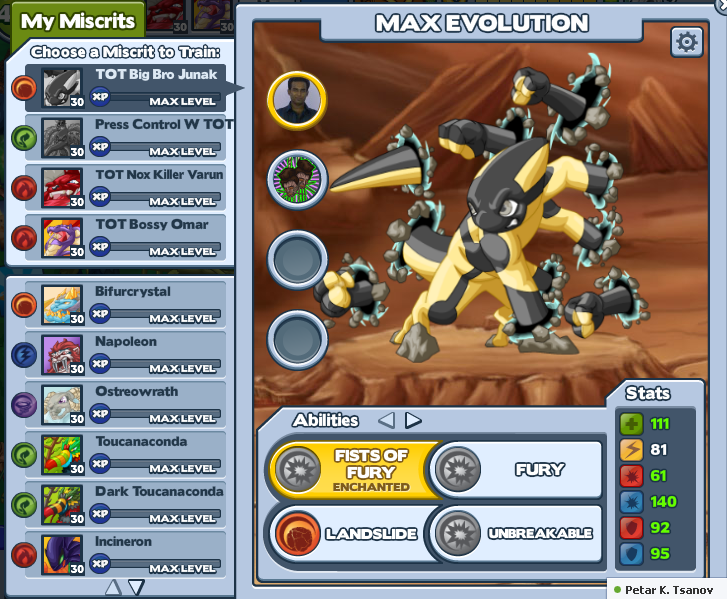 My Miscrits
30
30
MAX EVOLUTION
Choose a Miscrit to Train:
TOT Big Bro Junak
30
XP
MAX LEVEL
Press Control W TOT
30
XP
MAX LEVEL
TOT Nox Killer Varun
30
XP
MAX LEVEL
TOT Bossy Omar
30
XP
MAX LEVEL
Bifurcrystal
30
XP
MAX LEVEL
Napoleon
30
XP
MAX LEVEL
Ostreowrath
30
XP
MAX LEVEL
Toucanaconda
30
XP
MAX LEVEL
Dark Toucanaconda
30
XP
MAX LEVEL
Incineron
30
XP
MAX LEVEL
Abilities
FISTS OF
FURY
ENCHANTED
FURY
LANDSLIDE
UNBREAKABLE
Stats
111
81
61
140
92
95
Petar K. Tsanov